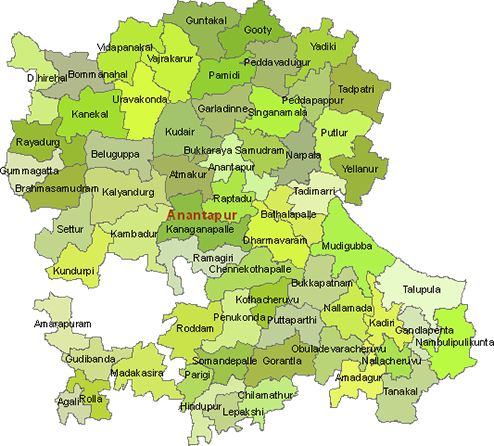 Guntakal
Gooty
Vidapanakal
Vajrakarur
Yadiki
Peddavadugur
D hirehal
Bommanahal
Pamidi
Tadpatri
Uravakonda
Peddapappur
Garladinne
Kanekal
Singanamala
Kudair
Putlur
Rayadurg
Bukkaraya Samudram
Beluguppa
Narpala
Gummagatta
Anantapur
Yellanur
Atmakur
Brahmasamudram
Kalyandurg
Tadimarri
Raptadu
Anantapur
Bathalapalle
Settur
Kambadur
Kanaganapalle
Dharmavaram
Mudigubba
Ramagiri
Kundurpi
Chennekothapalle
Bukkapatnam
Talupula
Kothacheruvu
Nallamada
Penukonda
Puttaparthi
Kadiri
Amarapuram
Roddam
Gandlapenta
Nambulipulikunta
Obuladevaracheruvu
Gudibanda
Somandepalle
Gorantla
Nallacheruvu
Madakasira
Parigi
Amadagur
Tanakal
Chilamathur
Agali
Rolla
Hindupur
Lepakshi